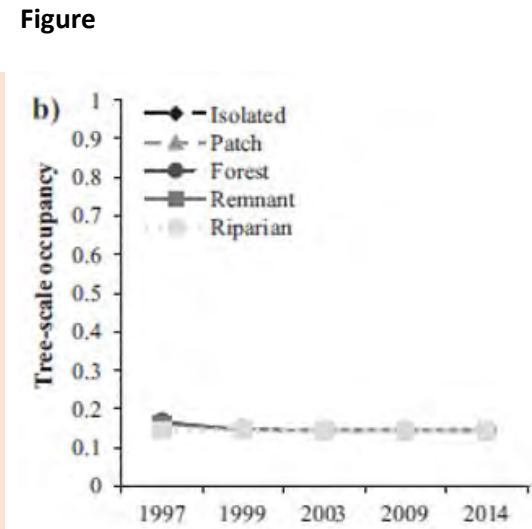 Figure
b)
Isolated
Patch
Forest
Remnant
Riparian
Tree-scale occupancy
1
0.9
0.8
0.7
0.6
0.5
0.4
0.3
0.2
0.1
0
1997 1999 2003 2009 2014